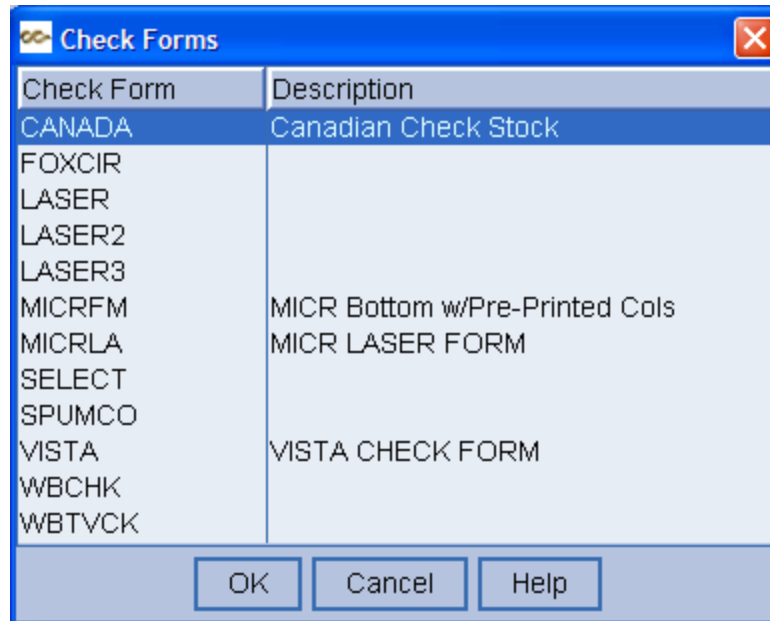 Check Forms
Check Form Description
CANADA Canadian Check Stock
FOXCIR
LASER
LASER2
LASER3
MICRFM MICR Bottom w/Pre-Printed Cols
MICRLA MICR LASER FORM
SELECT
SPUMCO
VISTA VISTA CHECK FORM
WBCHK
WBTVCK
OK Cancel Help